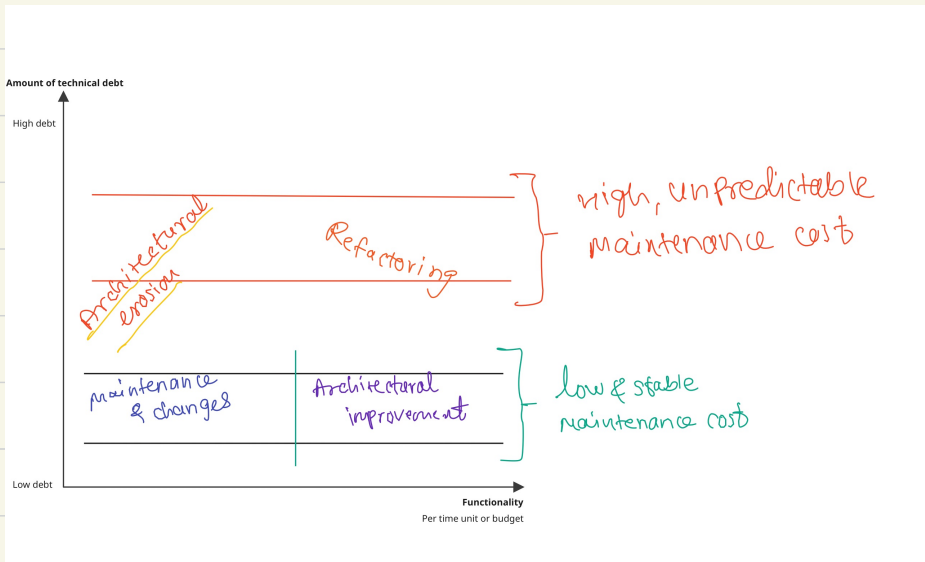 Amount of technical debt
High debt
Architectural
erosion
Refactoring
High, unpredictable
maintenance cost
maintenance
& changes
Architectural
improvement
low & stable
maintenance cost
Low debt
Functionality
Per time unit or budget